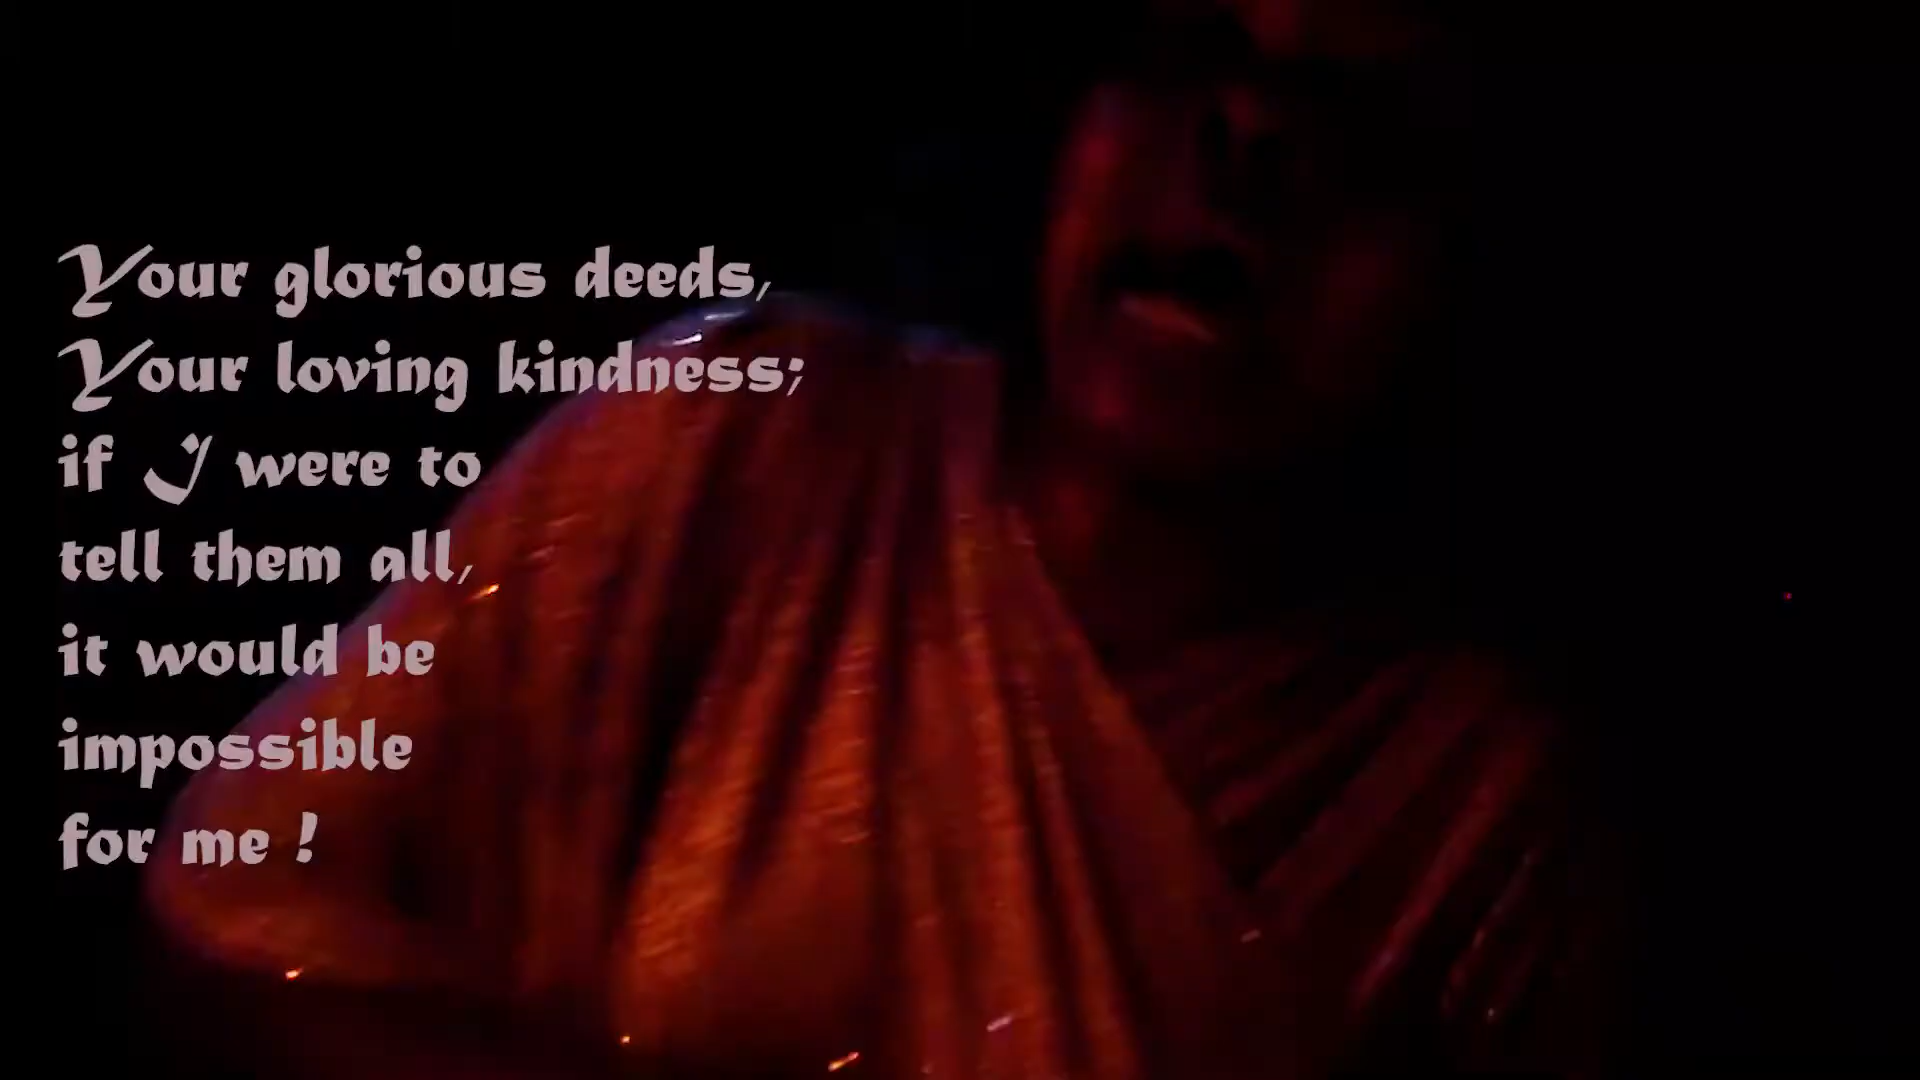 Your glorious deeds,
Your loving kindness;
if I were to
tell them all,
it would be
impossible
for me !